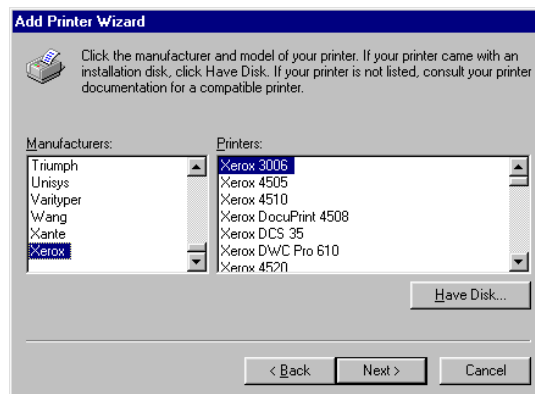 Add Printer Wizard
Click the manufacturer and model of your printer. If your printer came with an
installation disk, click Have Disk. If your printer is not listed, consult your printer
documentation for a compatible printer.
Manufacturers:
Triumph
Unisys
Varityper
Wang
Xante
Xerox
Printers:
Xerox 3006
Xerox 4505
Xerox 4510
Xerox DocuPrint 4508
Xerox DCS 35
Xerox DWC Pro 610
Xerox 4520
Have Disk...
< Back
Next >
Cancel